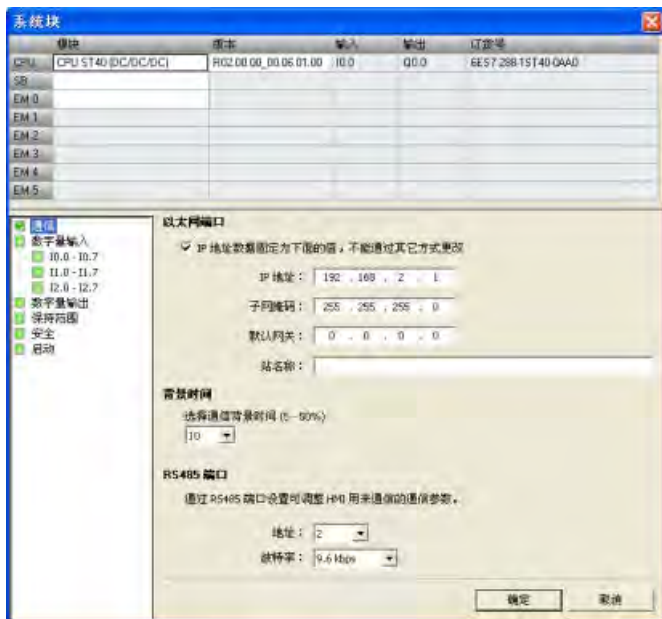 系统块
模块 版本 输入 输出 订货号
CPU CPU ST40 (DC/DC/DC) R02.00.00_00.06.01.00 I0.0 Q0.0 6ES7 288-1ST40-0AA0
SB
EM 0
EM 1
EM 2
EM 3
EM 4
EM 5
通信
数字量输入
I0.0 - I0.7
I1.0 - I1.7
I2.0 - I2.7
数字量输出
保持范围
安全
启动
以太网端口
IP 地址数据固定为下面的值，不能通过其它方式更改
IP 地址： 192 . 168 . 2 . 1
子网掩码： 255 . 255 . 255 . 0
默认网关： 0 . 0 . 0 . 0
站名称：
背景时间
选择通信背景时间 (5 - 50%)
10
RS485 端口
通过 RS485 端口设置可调整 HMI 用来通信的通信参数。
地址： 2
波特率： 9.6 kbps
确定 取消